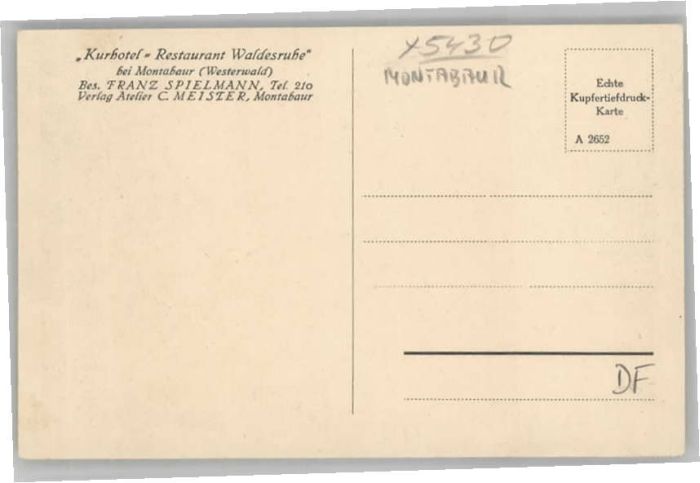 „Kurhotel - Restaurant Waldesruhe"
bei Montabaur (Westerwald)
Bes. FRANZ SPIELMANN, Tel. 210
Verlag Atelier C. MEISTER, Montabaur
x5430
MONTABAUR
Echte
Kupfertiefdruck-
Karte
A 2652
DF